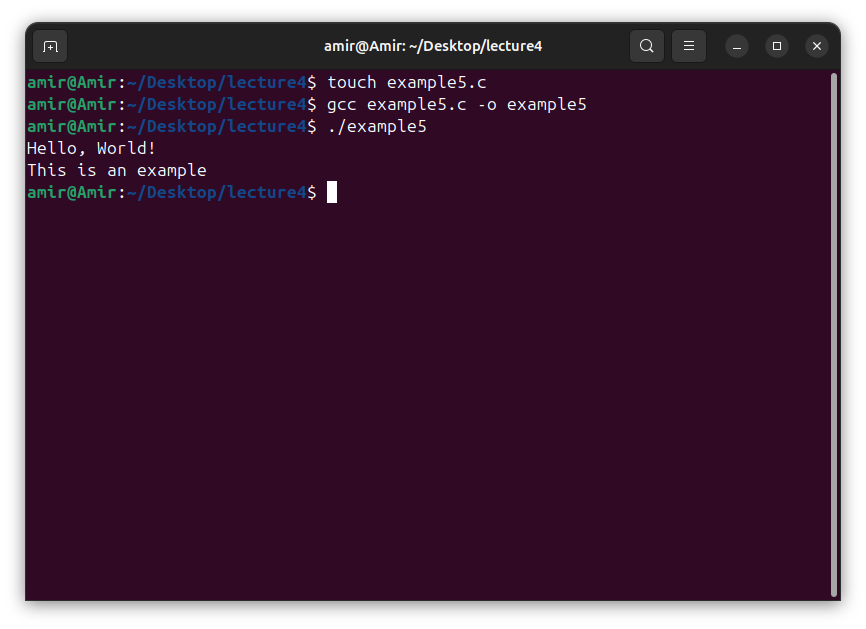 amir@Amir: ~/Desktop/lecture4
amir@Amir:~/Desktop/lecture4$ touch example5.c
amir@Amir:~/Desktop/lecture4$ gcc example5.c -o example5
amir@Amir:~/Desktop/lecture4$ ./example5
Hello, World!
This is an example
amir@Amir:~/Desktop/lecture4$